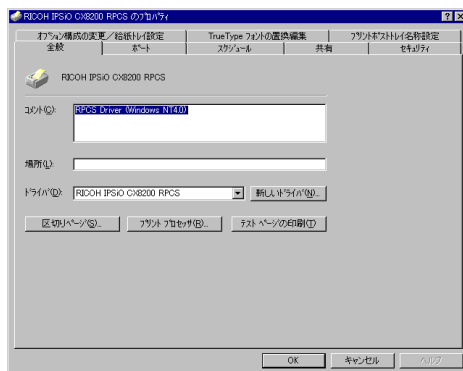 RICOH IPSiO CX8200 RPCS のプロパティ
オプション構成の変更／給紙トレイ設定
TrueType フォントの置換編集
プリントポストトレイ名称設定
全般
ポート
スケジュール
共有
セキュリティ
RICOH IPSiO CX8200 RPCS
コメント(C):
RPCS Driver (Windows NT4.0)
場所(L):
ドライバ(D):
RICOH IPSiO CX8200 RPCS
新しいドライバ(N)...
区切りページ(S)...
プリント プロセッサ(R)...
テスト ページの印刷(T)
OK
キャンセル
ヘルプ